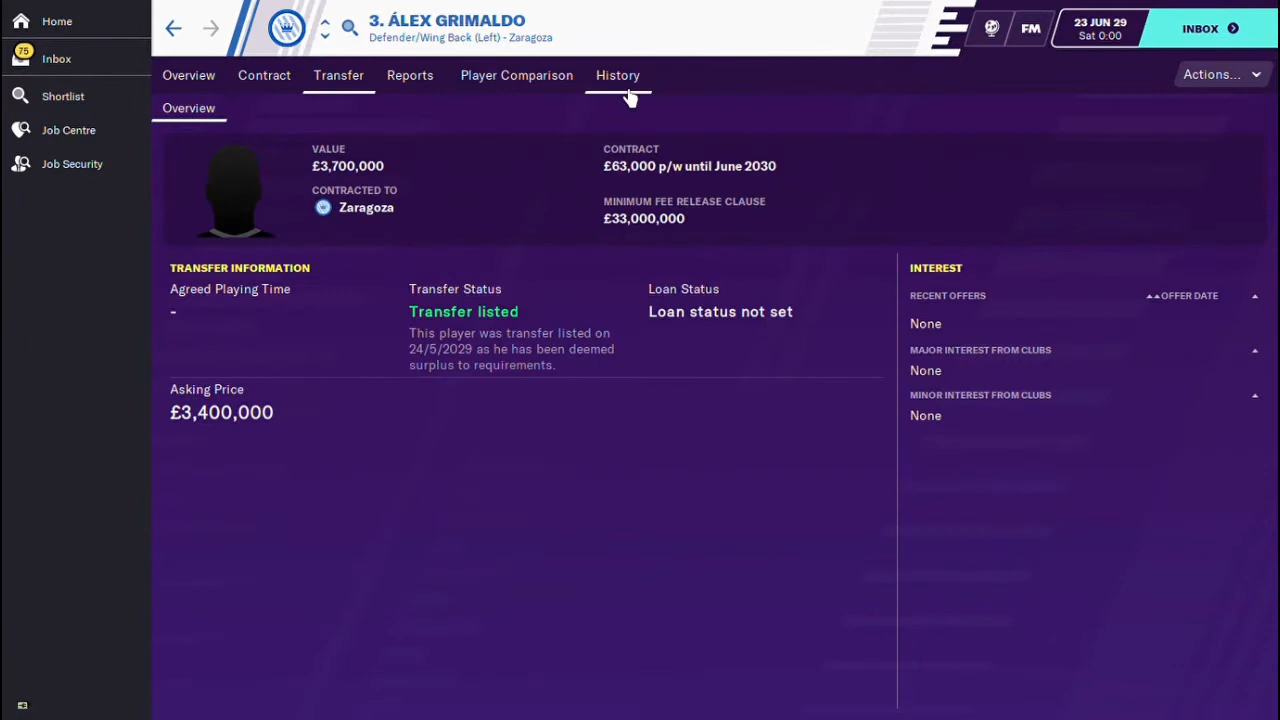 Home
75
Inbox
Shortlist
Job Centre
Job Security
3. ÁLEX GRIMALDO
Defender/Wing Back (Left) - Zaragoza
FM
23 JUN 29
Sat 0:00
INBOX
Overview
Contract
Transfer
Reports
Player Comparison
History
Actions...
Overview
VALUE
£3,700,000
CONTRACTED TO
Zaragoza
CONTRACT
£63,000 p/w until June 2030
MINIMUM FEE RELEASE CLAUSE
£33,000,000
TRANSFER INFORMATION
Agreed Playing Time
-
Transfer Status
Transfer listed
This player was transfer listed on
24/5/2029 as he has been deemed
surplus to requirements.
Loan Status
Loan status not set
Asking Price
£3,400,000
INTEREST
RECENT OFFERS
OFFER DATE
None
MAJOR INTEREST FROM CLUBS
None
MINOR INTEREST FROM CLUBS
None